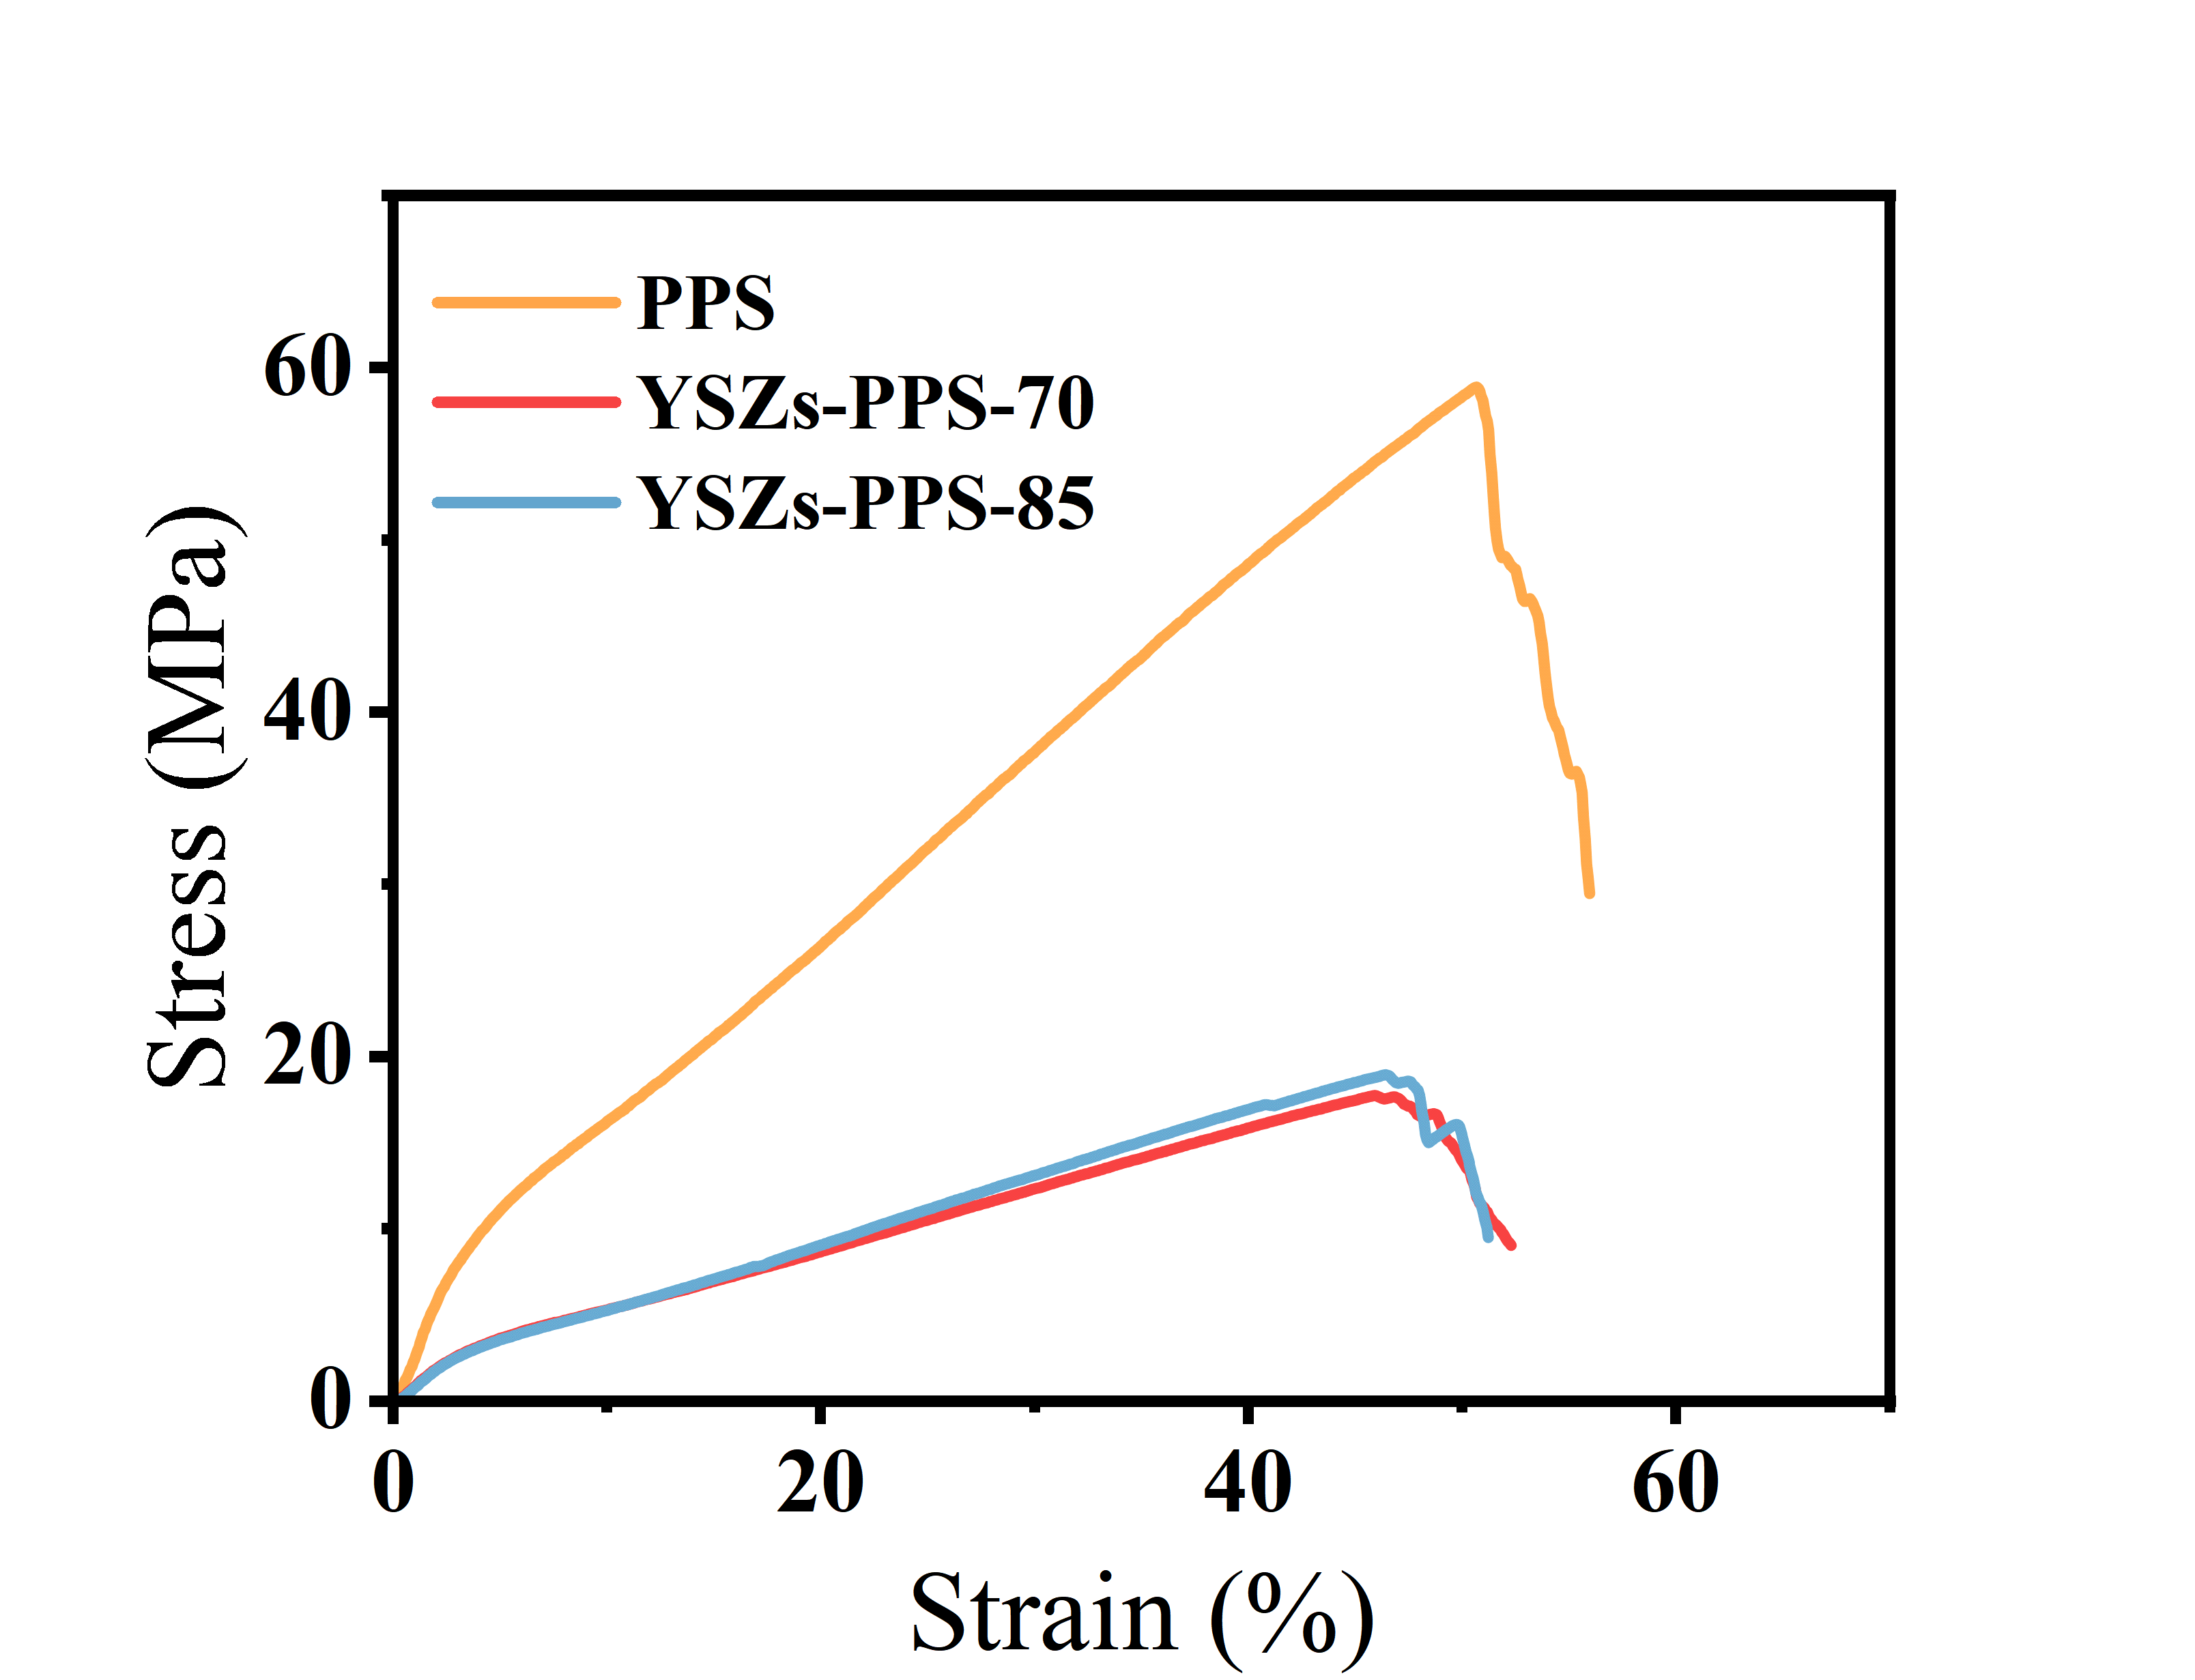 PPS
YSZs-PPS-70
YSZs-PPS-85
Stress (MPa)
60
40
20
0
0 20 40 60
Strain (%)